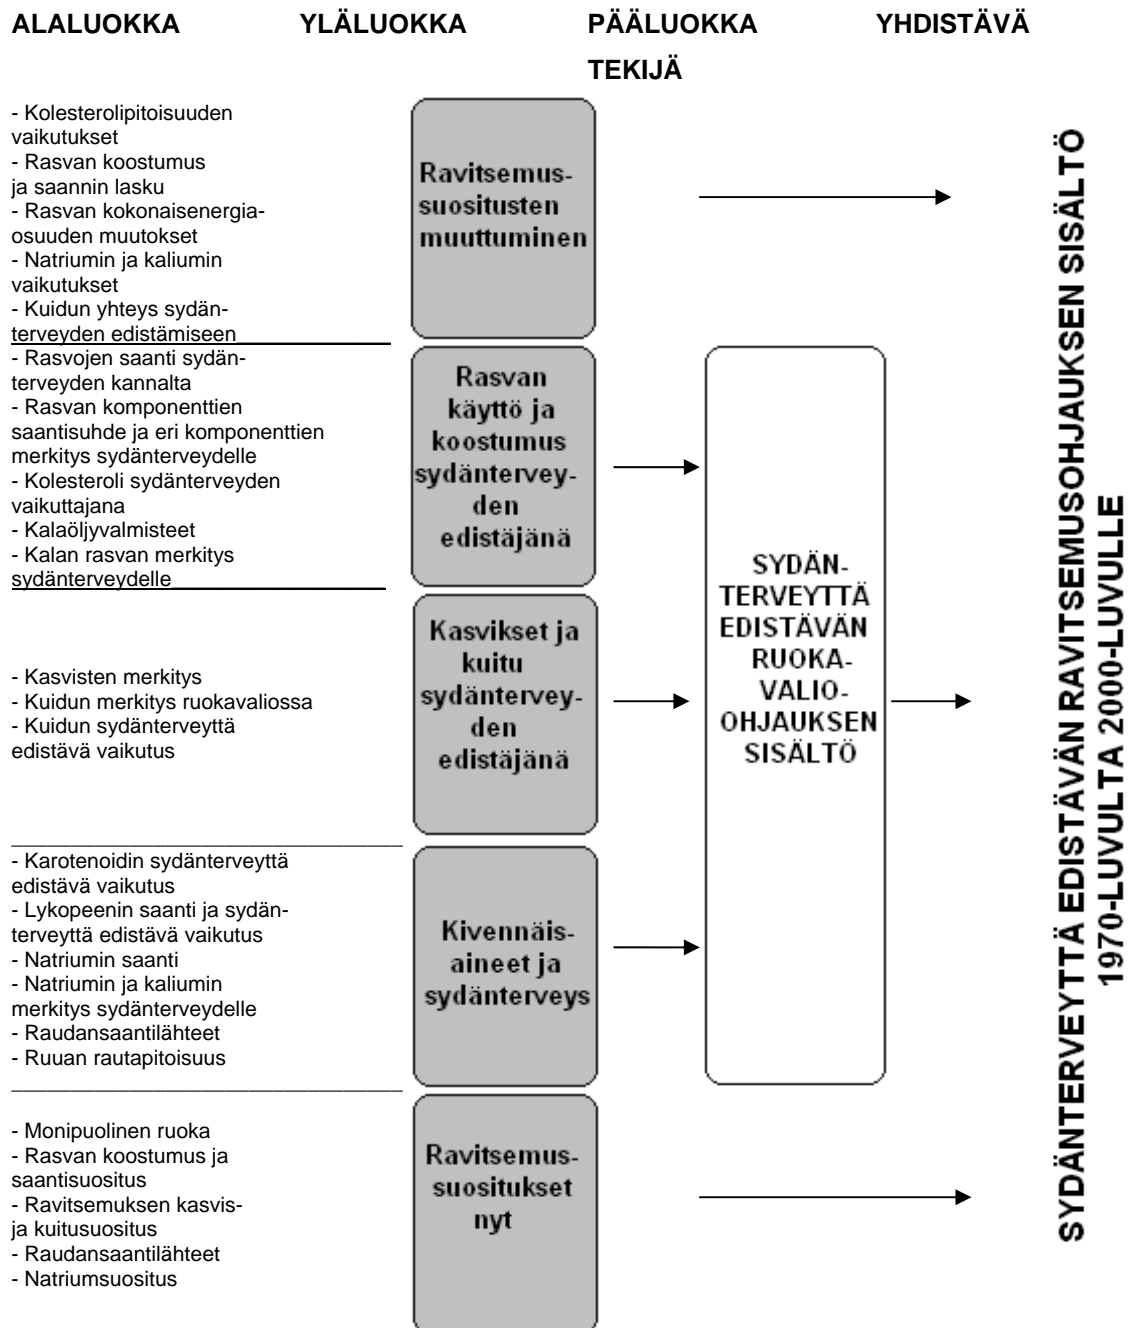 ALALUOKKA YLÄLUOKKA PÄÄLUOKKA YHDISTÄVÄ
TEKIJÄ
- Kolesterolipitoisuuden
vaikutukset
- Rasvan koostumus
ja saannin lasku
- Rasvan kokonaisenergia-
osuuden muutokset
- Natriumin ja kaliumin
vaikutukset
- Kuidun yhteys sydän-
terveyden edistämiseen
Ravitsemus-
suositusten
muuttuminen
- Rasvojen saanti sydän-
terveyden kannalta
- Rasvan komponenttien
saantisuhde ja eri komponenttien
merkitys sydänterveydelle
- Kolesteroli sydänterveyden
vaikuttajana
- Kalaöljyvalmisteet
- Kalan rasvan merkitys
sydänterveydelle
Rasvan
käyttö ja
koostumus
sydäntervey-
den
edistäjänä
- Kasvisten merkitys
- Kuidun merkitys ruokavaliossa
- Kuidun sydänterveyttä
edistävä vaikutus
Kasvikset ja
kuitu
sydäntervey-
den
edistäjänä
- Karotenoidin sydänterveyttä
edistävä vaikutus
- Lykopeenin saanti ja sydän-
terveyttä edistävä vaikutus
- Natriumin saanti
- Natriumin ja kaliumin
merkitys sydänterveydelle
- Raudansaantilähteet
- Ruuan rautapitoisuus
Kivennäis-
aineet ja
sydänterveys
- Monipuolinen ruoka
- Rasvan koostumus ja
saantisuositus
- Ravitsemuksen kasvis-
ja kuitusuositus
- Raudansaantilähteet
- Natriumsuositus
Ravitsemus-
suositukset
nyt
SYDÄN-
TERVEYTTÄ
EDISTÄVÄN
RUOKA-
VALIO-
OHJAUKSEN
SISÄLTÖ
SYDÄNTERVEYTTÄ EDISTÄVÄN RAVITSEMUSOHJAUKSEN SISÄLTÖ
1970-LUVULTA 2000-LUVULLE